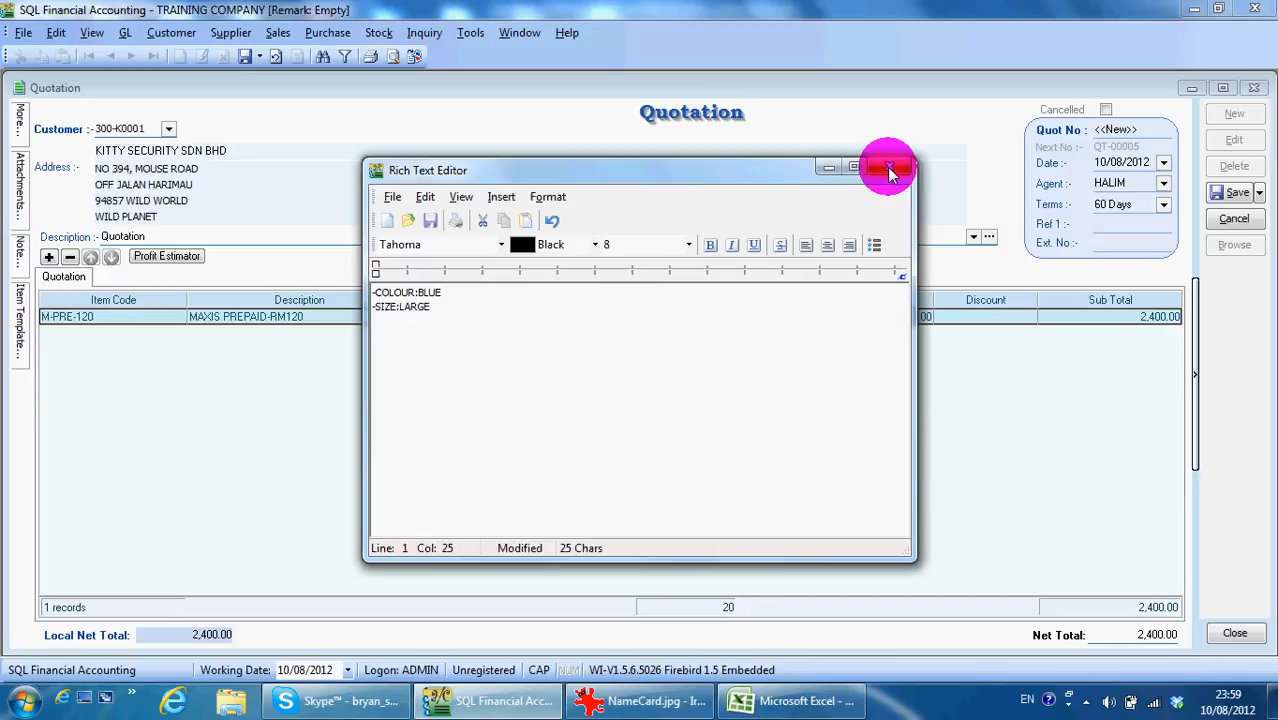 SQL Financial Accounting - TRAINING COMPANY [Remark: Empty]
File Edit View GL Customer Supplier Sales Purchase Stock Inquiry Tools Window Help
Quotation
Quotation
Cancelled
More...
Attachments...
Note...
Item Template...
Customer :- 300-K0001
KITTY SECURITY SDN BHD
Address :- NO 394, MOUSE ROAD
OFF JALAN HARIMAU
94857 WILD WORLD
WILD PLANET
Description :- Quotation
Profit Estimator
Quotation
Quot No : <<New>>
Next No :- QT-00005
Date :- 10/08/2012
Agent : HALIM
Terms :- 60 Days
Ref 1 :
Ext. No :
New
Edit
Delete
Save
Cancel
Browse
Item Code Description Discount Sub Total
M-PRE-120 MAXIS PREPAID-RM120 00 2,400.00
Rich Text Editor
File Edit View Insert Format
Tahoma Black 8 B I U S
-COLOUR:BLUE
-SIZE:LARGE
Line: 1 Col: 25 Modified 25 Chars
1 records 20 2,400.00
Local Net Total: 2,400.00 Net Total: 2,400.00
Close
SQL Financial Accounting Working Date: 10/08/2012 Logon: ADMIN Unregistered CAP NUM WI-V1.5.6.5026 Firebird 1.5 Embedded
Skype™ - bryan_s... SQL Financial Acc... NameCard.jpg - Ir... Microsoft Excel - ... EN 23:59
10/08/2012